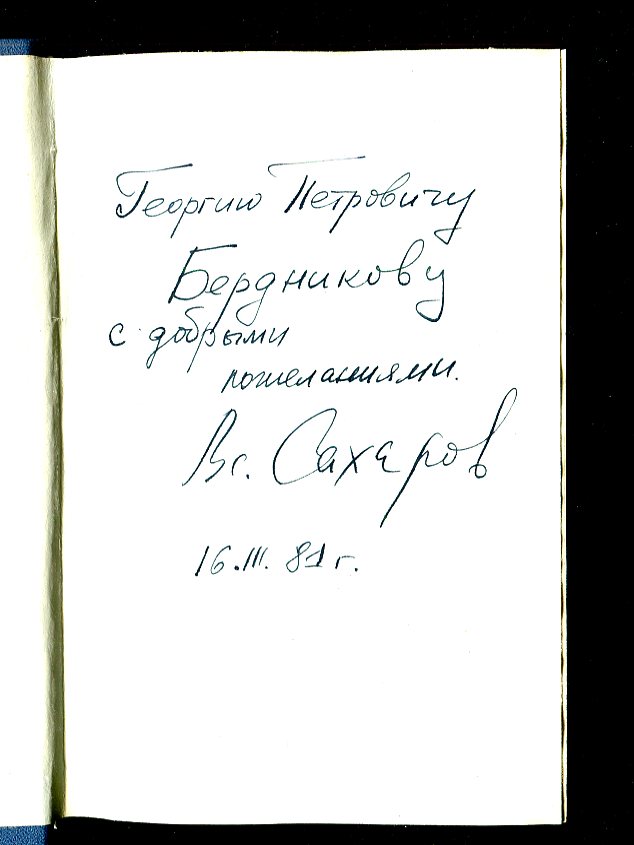 Георгию Петровичу
Бердникову
с добрыми
пожеланиями.
Вс. Сахаров
16.III.81 г.